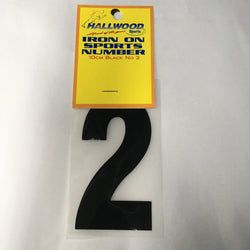 HALLWOOD
Sports
IRON ON
SPORTS
NUMBER
10CM BLACK NO 2
2